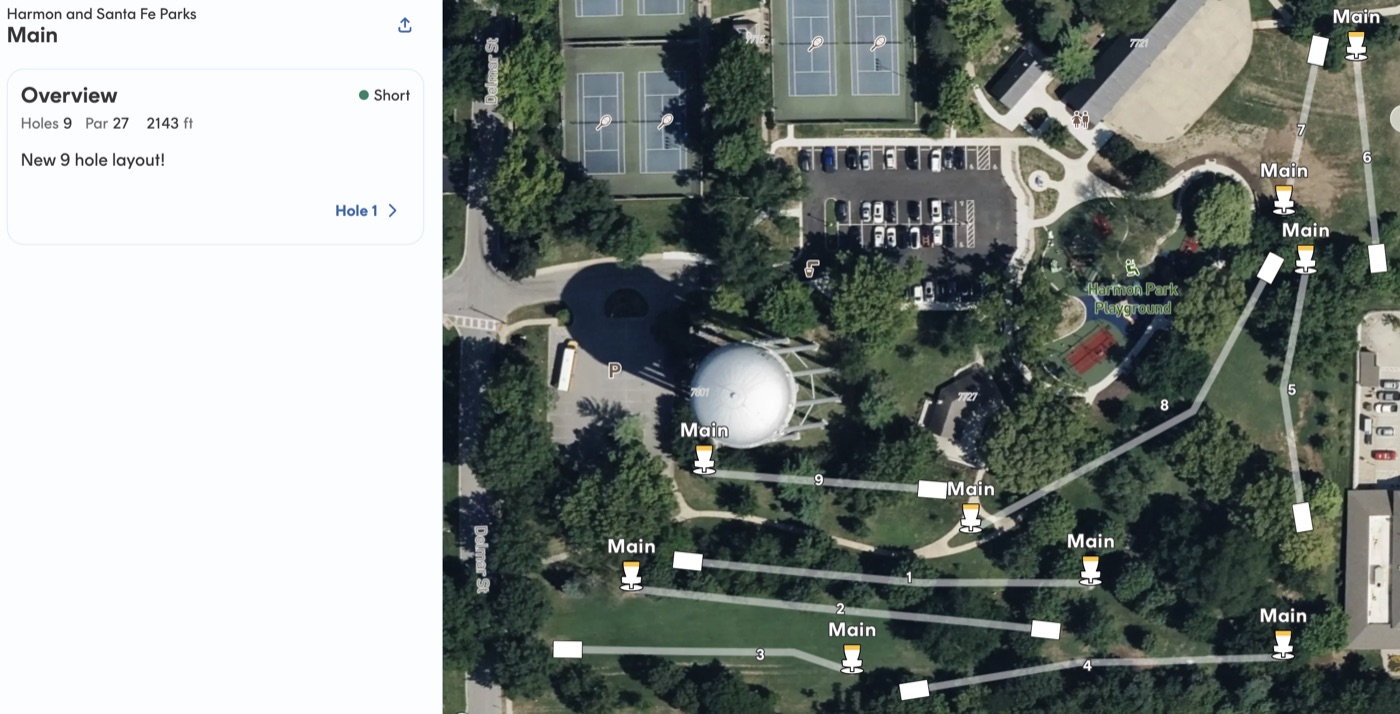 Harmon and Santa Fe Parks
Main
Overview
Short
Holes 9 Par 27 2143 ft
New 9 hole layout!
Hole 1
Main
7721
7
6
Main
Main
Harmon Park
Playground
5
P
7801
7727
8
Main
9
Main
Delmar St
Main
1
Main
2
Main
3
Main
4